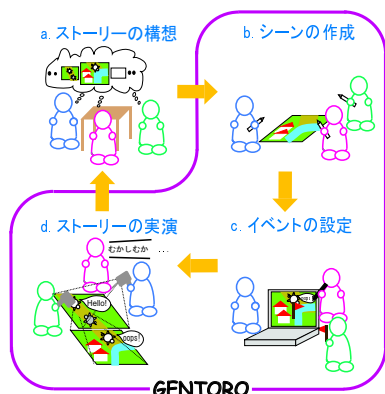 a. ストーリーの構想
b. シーンの作成
d. ストーリーの実演
むかしむか ...
c. イベントの設定
Hello!
oops!
GENTORO